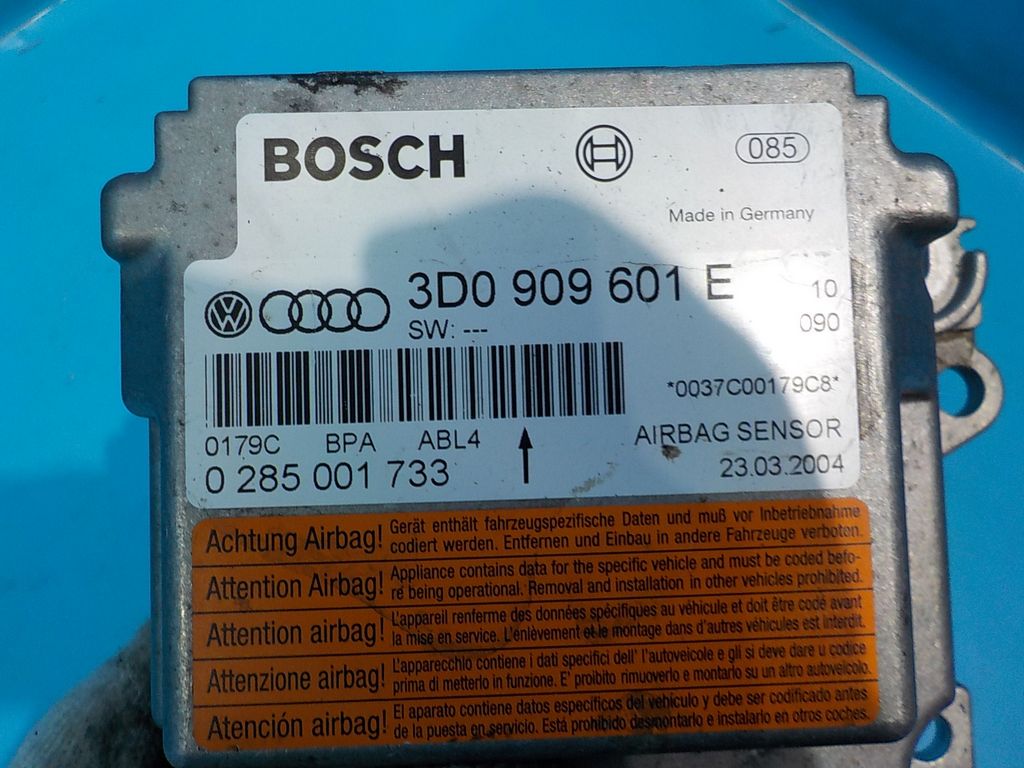 BOSCH
085
Made in Germany
3D0 909 601 E
10
SW: ---
090
*0037C00179C8*
0179C BPA ABL4
AIRBAG SENSOR
0 285 001 733
23.03.2004
Achtung Airbag!
Gerät enthält fahrzeugspezifische Daten und muß vor Inbetriebnahme
codiert werden. Entfernen und Einbau in andere Fahrzeuge verboten.
Attention Airbag!
Appliance contains data for the specific vehicle and must be coded befo-
re being operational. Removal and installation in other vehicles prohibited.
Attention airbag!
L'appareil renferme des données spécifiques au véhicule et doit être codé avant
la mise en service. L'énlèvement et le montage dans d'autres véhicules est interdit.
Attenzione airbag!
L'apparecchio contiene i dati specifici dell' l'autoveicolo e gli si deve dare u codice
prima di metterlo in funzione. E' proibito rimuoverlo e montarlo su un altro autoveicolo.
Atención airbag!
El aparato contiene datos específicos del vehículo y debe ser codificado antes
de la puesta en servicio. Está prohibido desmontarlo e instalarlo en otros coches.